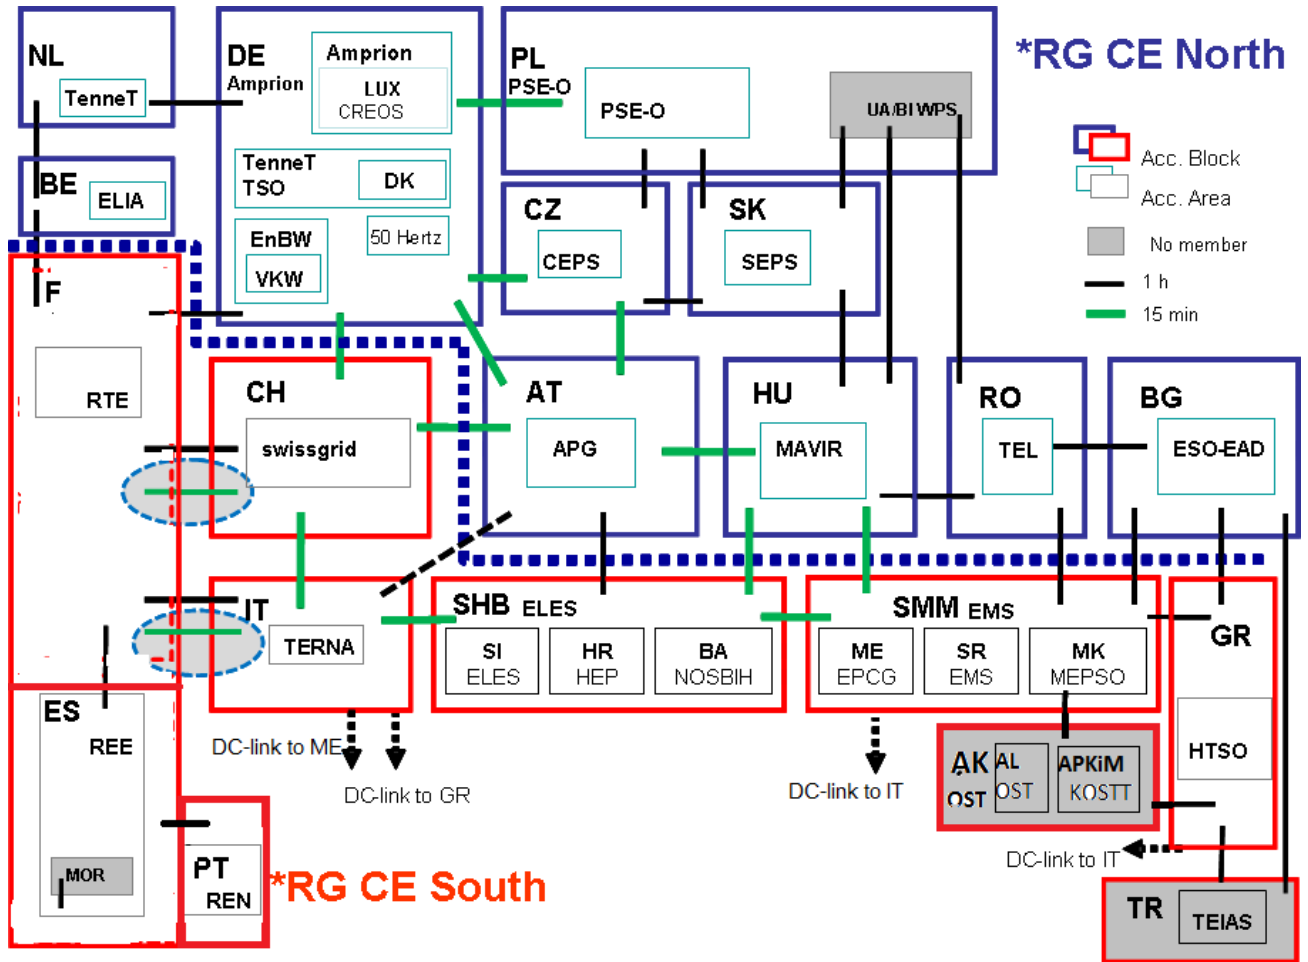 *RG CE North
NL
TenneT
DE
Amprion
Amprion
LUX
CREOS
TenneT
TSO
DK
EnBW
VKW
50 Hertz
PL
PSE-O
PSE-O
UA/BI WPS
Acc. Block
Acc. Area
No member
1 h
15 min
BE
ELIA
CZ
CEPS
SK
SEPS
F
RTE
CH
swissgrid
AT
APG
HU
MAVIR
RO
TEL
BG
ESO-EAD
IT
TERNA
SHB ELES
SI
ELES
HR
HEP
BA
NOSBIH
SMM EMS
ME
EPCG
SR
EMS
MK
MEPSO
GR
HTSO
ES
REE
MOR
PT
REN
DC-link to ME
DC-link to GR
DC-link to IT
AK
OST
AL
OST
APKiM
KOSTT
DC-link to IT
TR
TEIAS
*RG CE South